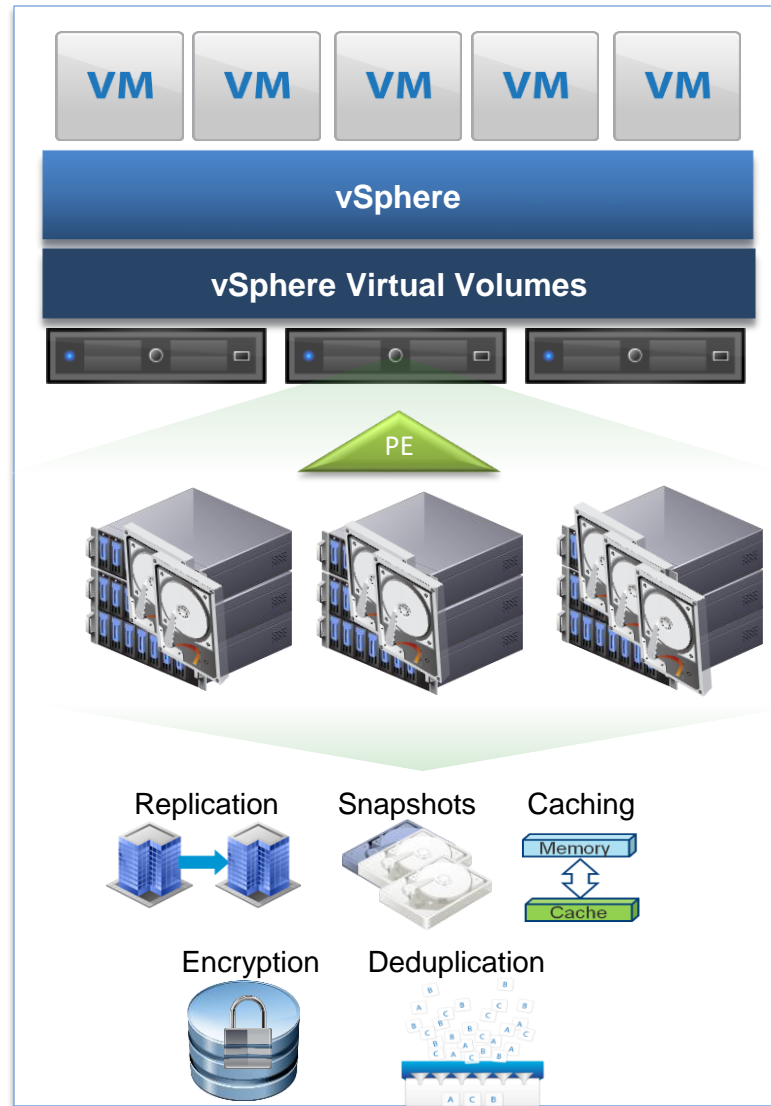 VM VM VM VM VM
vSphere
vSphere Virtual Volumes
PE
Replication Snapshots Caching
Memory
Cache
Encryption Deduplication
A C B